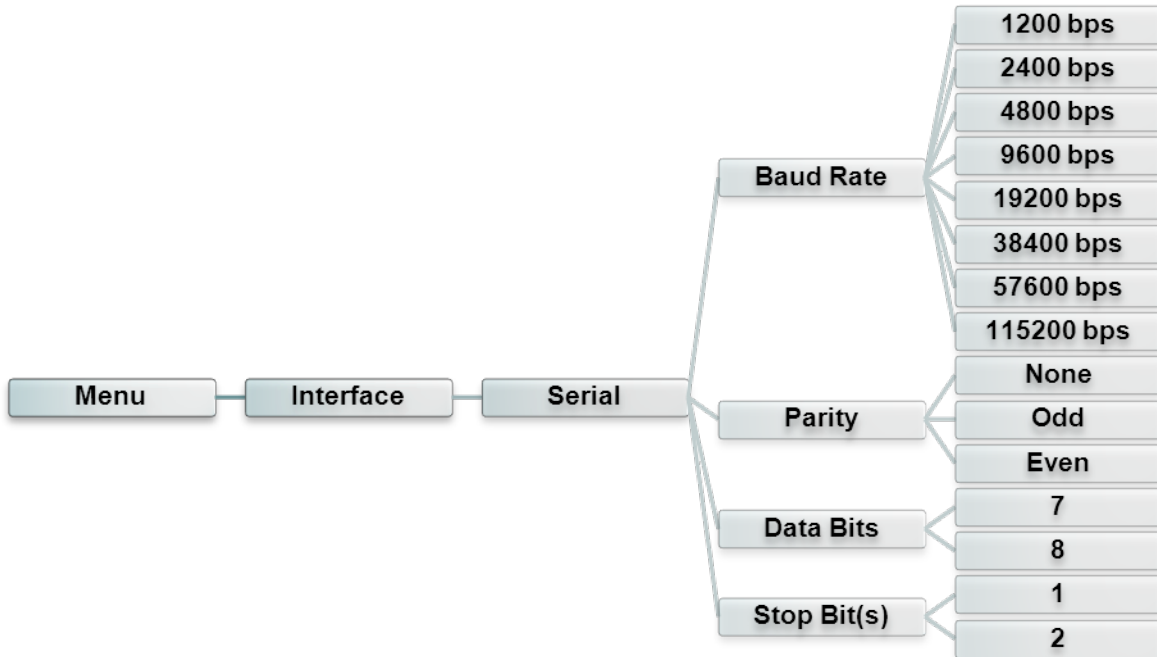 1200 bps
2400 bps
4800 bps
9600 bps
Baud Rate
19200 bps
38400 bps
57600 bps
115200 bps
Menu
Interface
Serial
None
Parity
Odd
Even
7
Data Bits
8
1
Stop Bit(s)
2